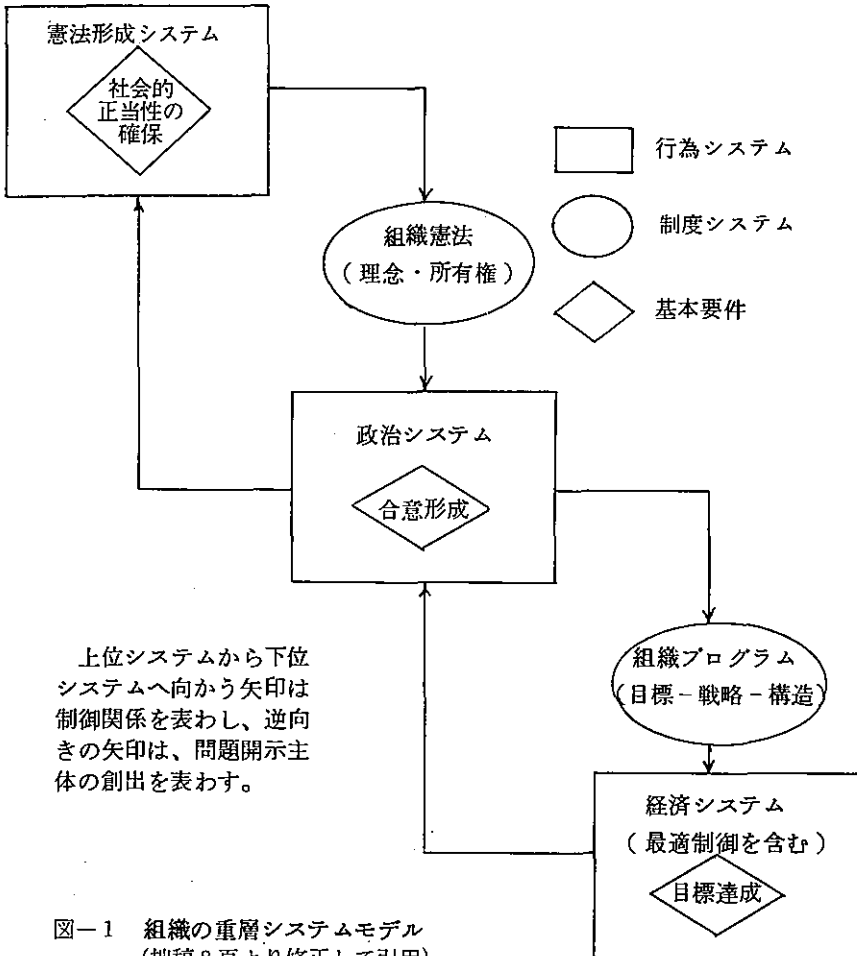 憲法形成システム
社会的
正当性の
確保
行為システム
制度システム
基本要件
組織憲法
(理念・所有権)
政治システム
合意形成
組織プログラム
(目標-戦略-構造)
上位システムから下位
システムへ向かう矢印は
制御関係を表わし、逆向
きの矢印は、問題開示主
体の創出を表わす。
経済システム
(最適制御を含む)
目標達成
図-1 組織の重層システムモデル